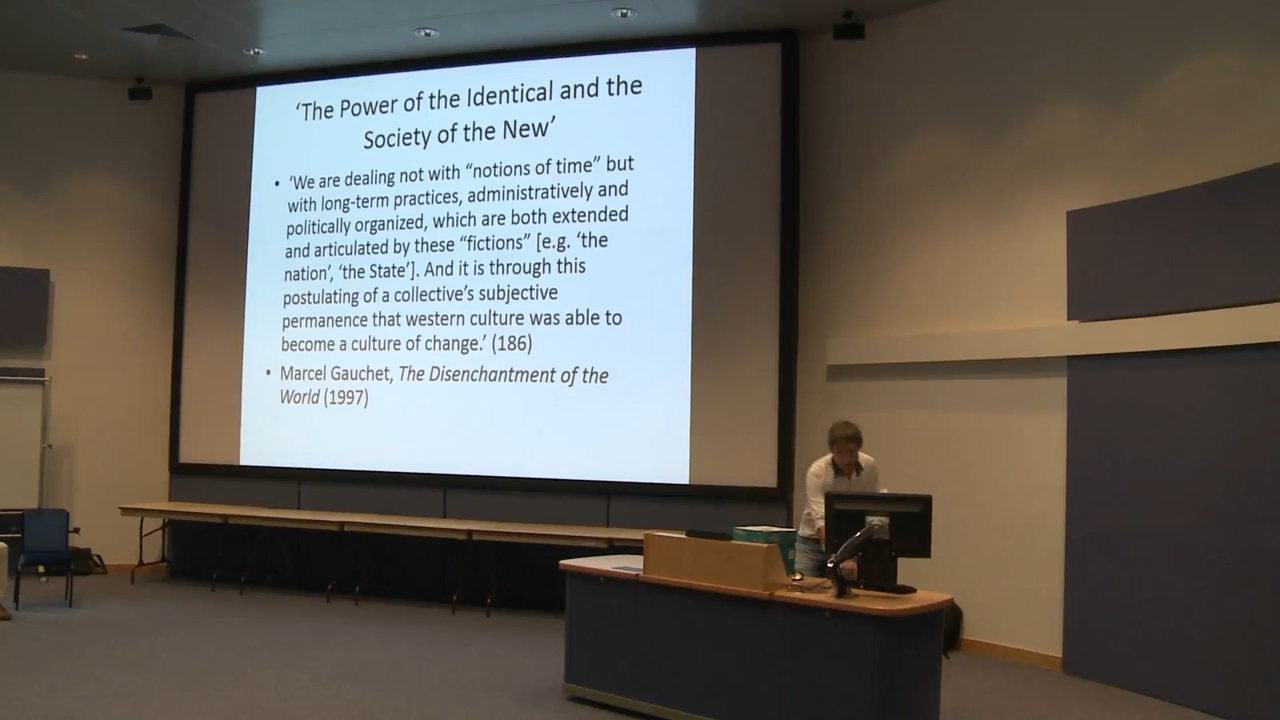 ‘The Power of the Identical and the
Society of the New’
• ‘We are dealing not with “notions of time” but
with long-term practices, administratively and
politically organized, which are both extended
and articulated by these “fictions” [e.g. ‘the
nation’, ‘the State’]. And it is through this
postulating of a collective’s subjective
permanence that western culture was able to
become a culture of change.’ (186)
• Marcel Gauchet, The Disenchantment of the
World (1997)